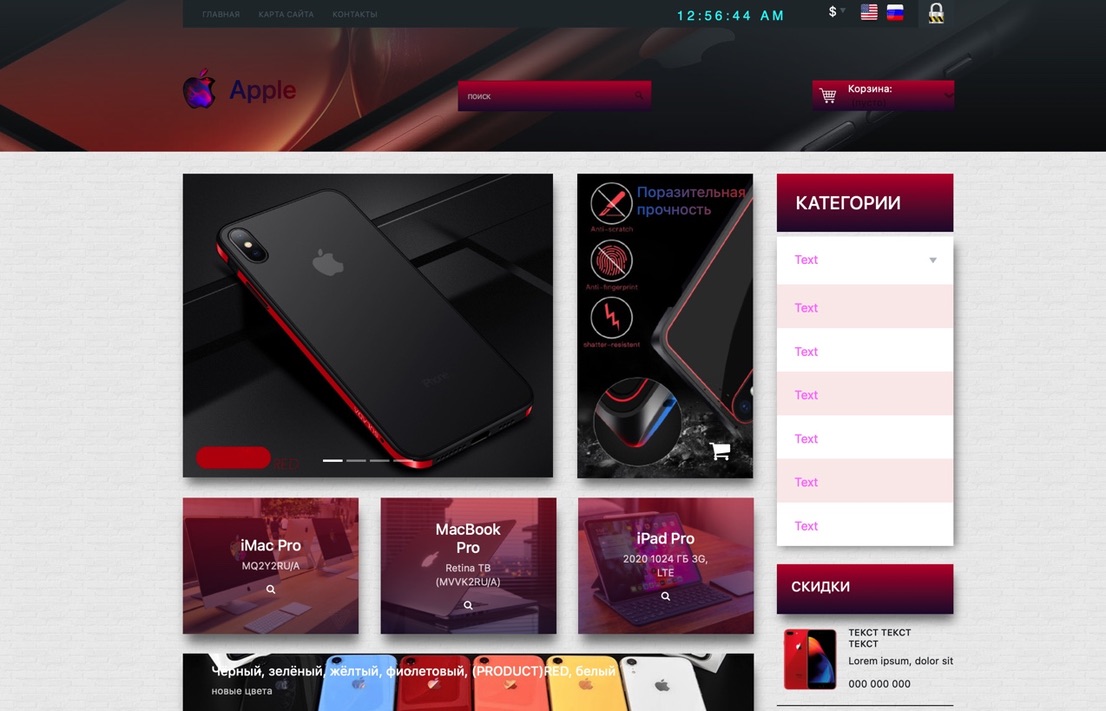 ГЛАВНАЯ КАРТА САЙТА КОНТАКТЫ
12:56:44 AM
$
Apple
поиск
Корзина:
(пусто)
Поразительная
прочность
Anti-scratch
Anti-fingerprint
shatter-resistent
КАТЕГОРИИ
Text
Text
Text
Text
Text
Text
Text
iMac Pro
MQ2Y2RU/A
MacBook
Pro
Retina TB
(MVVK2RU/A)
iPad Pro
2020 1024 ГБ 3G,
LTE
СКИДКИ
ТЕКСТ ТЕКСТ
ТЕКСТ
Lorem ipsum, dolor sit
000 000 000
Черный, зелёный, жёлтый, фиолетовый, (PRODUCT)RED, белый
новые цвета